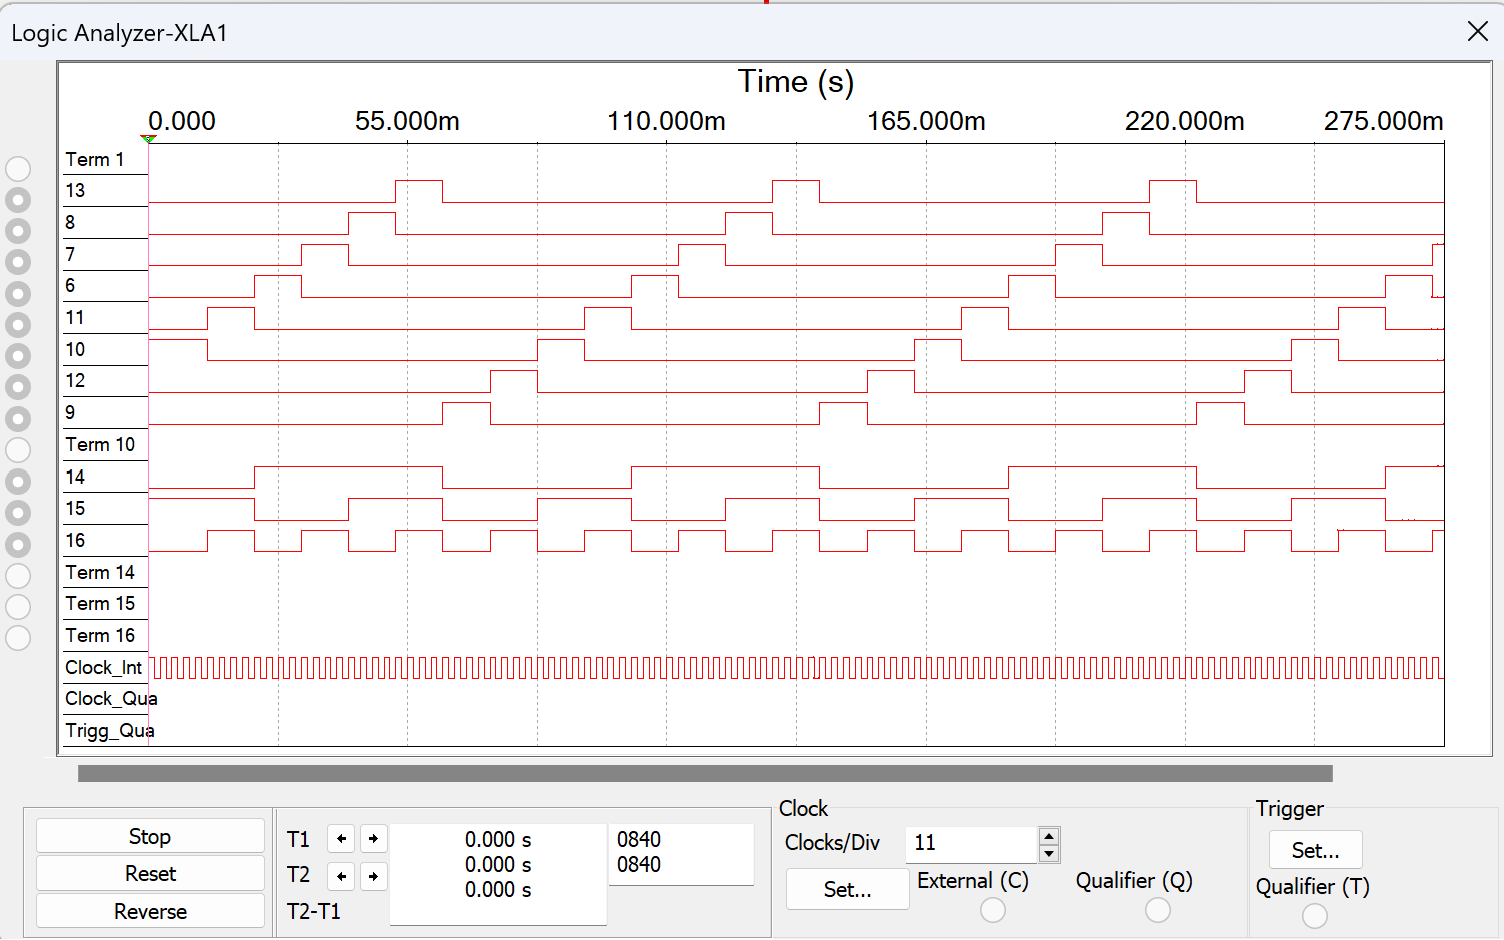 Logic Analyzer-XLA1
Time (s)
0.000 55.000m 110.000m 165.000m 220.000m 275.000m
Term 1
13
8
7
6
11
10
12
9
Term 10
14
15
16
Term 14
Term 15
Term 16
Clock_Int
Clock_Qua
Trigg_Qua
Stop
Reset
Reverse
T1 0.000 s 0840
T2 0.000 s 0840
T2-T1 0.000 s
Clock
Clocks/Div 11
Set...
External (C)
Qualifier (Q)
Trigger
Set...
Qualifier (T)